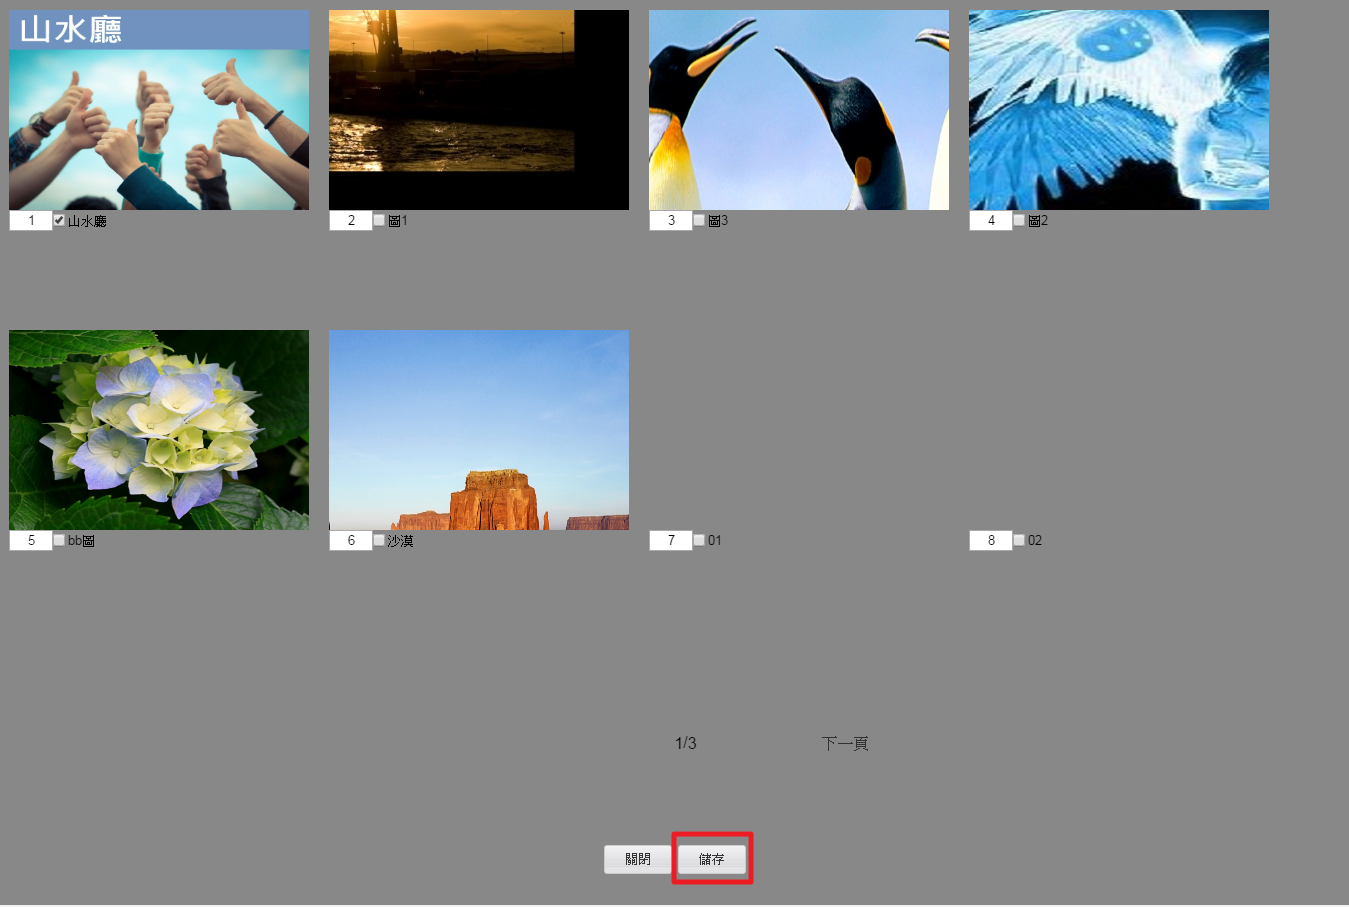 山水廳
1 山水廳
2 圖1
3 圖3
4 圖2
5 bb圖
6 沙漠
7 01
8 02
1/3 下一頁
關閉 儲存